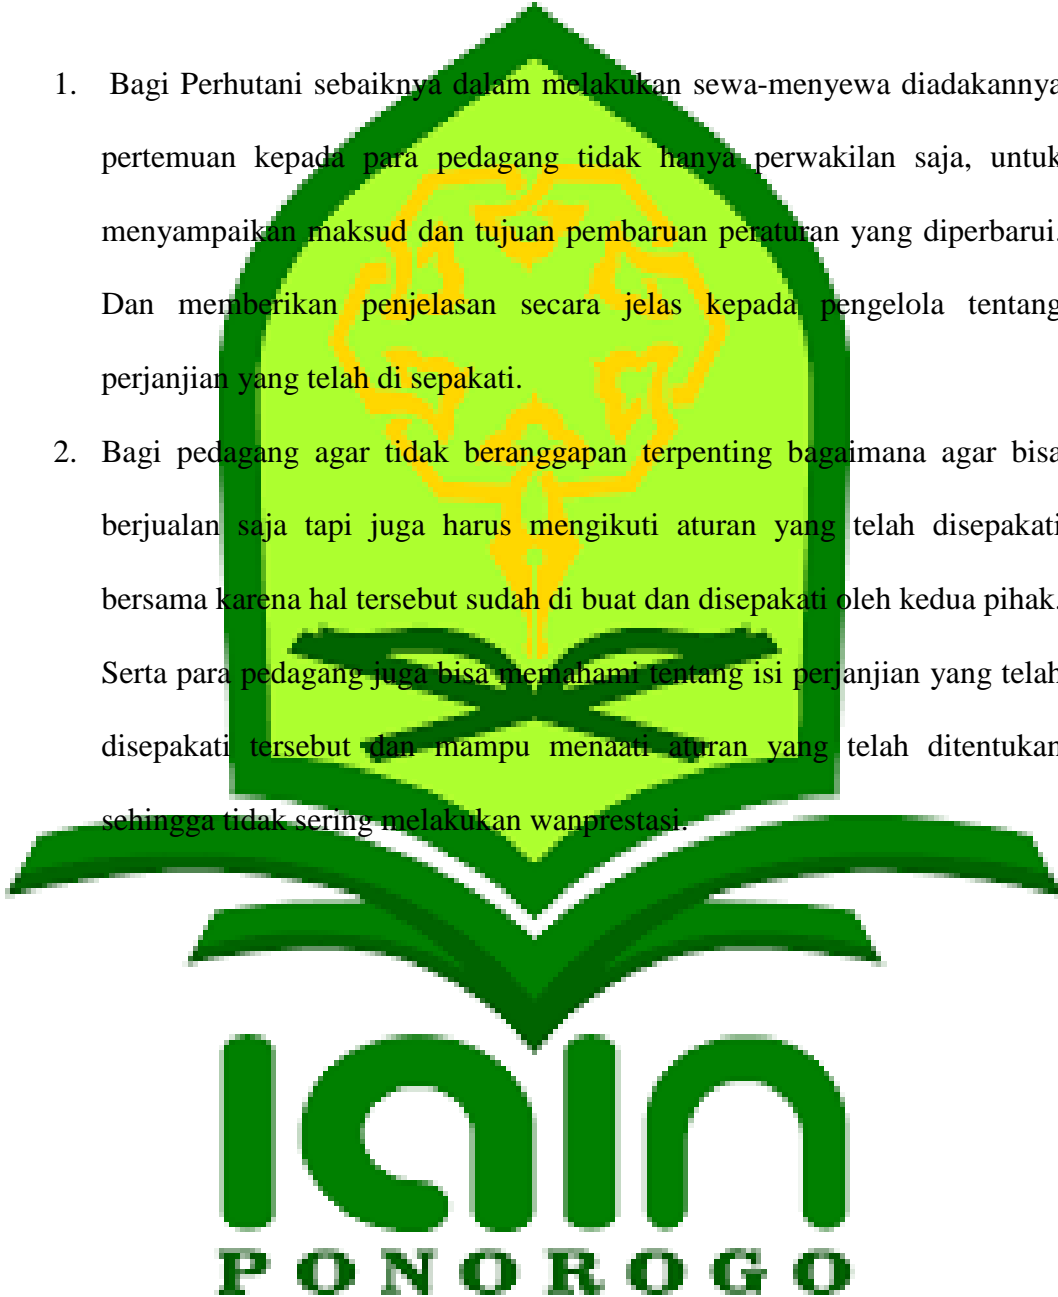 1. Bagi Perhutani sebaiknya dalam melakukan sewa-menyewa diadakannya
pertemuan kepada para pedagang tidak hanya perwakilan saja, untuk
menyampaikan maksud dan tujuan pembaruan peraturan yang diperbarui.
Dan memberikan penjelasan secara jelas kepada pengelola tentang
perjanjian yang telah di sepakati.
2. Bagi pedagang agar tidak beranggapan terpenting bagaimana agar bisa
berjualan saja tapi juga harus mengikuti aturan yang telah disepakati
bersama karena hal tersebut sudah di buat dan disepakati oleh kedua pihak.
Serta para pedagang juga bisa memahami tentang isi perjanjian yang telah
disepakati tersebut dan mampu menaati aturan yang telah ditentukan
sehingga tidak sering melakukan wanprestasi.
IAIN
PONOROGO